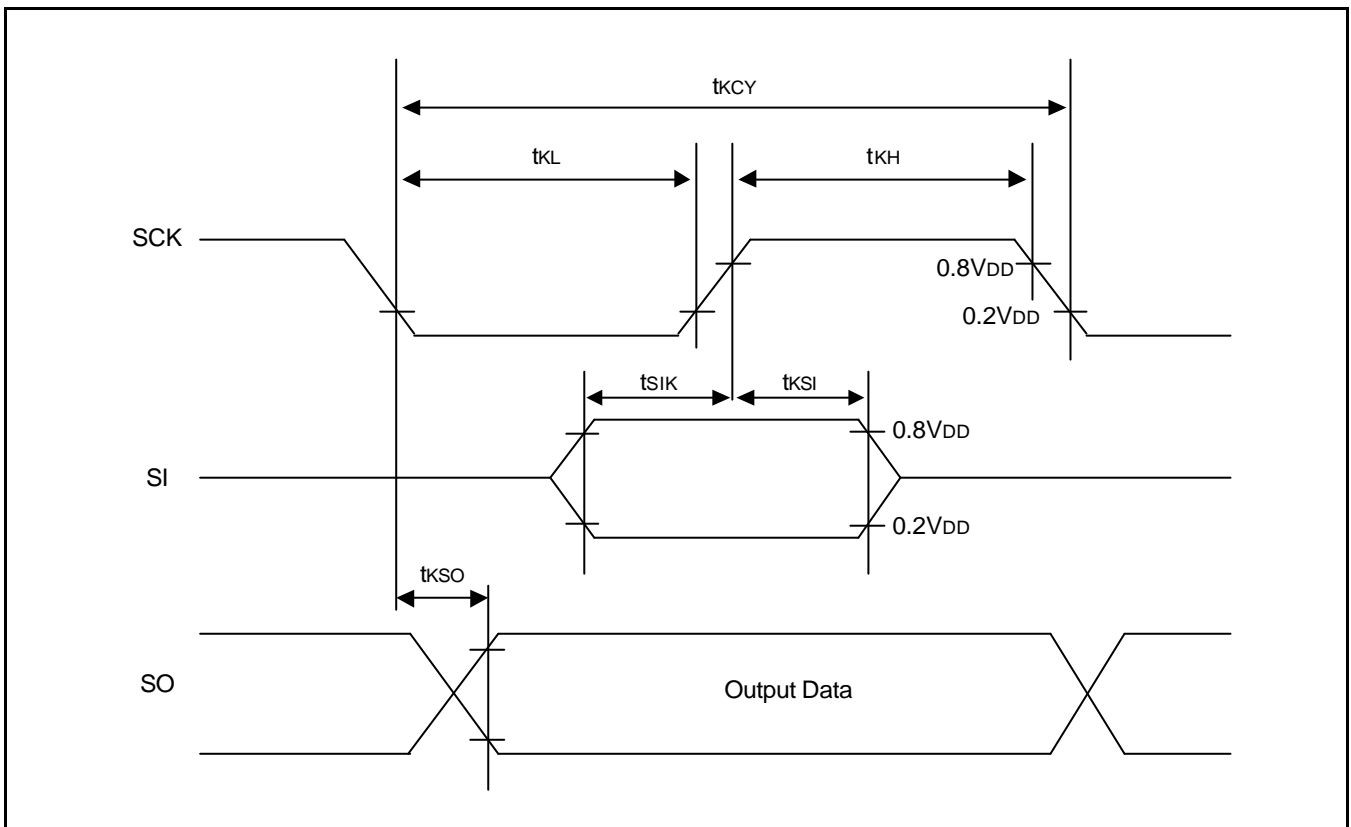 tKCY
tKL
tKH
SCK
0.8VDD
0.2VDD
tSIK
tKSI
0.8VDD
SI
0.2VDD
tKSO
SO
Output Data